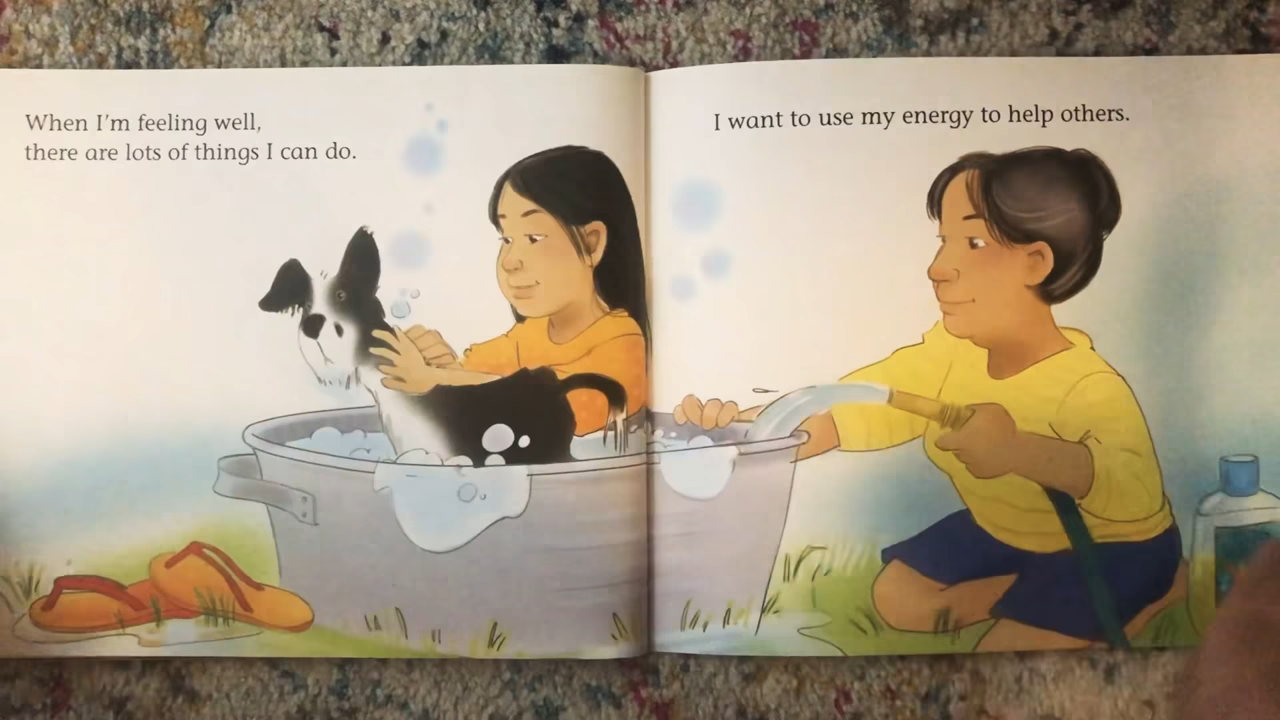 When I'm feeling well,
there are lots of things I can do.
I want to use my energy to help others.